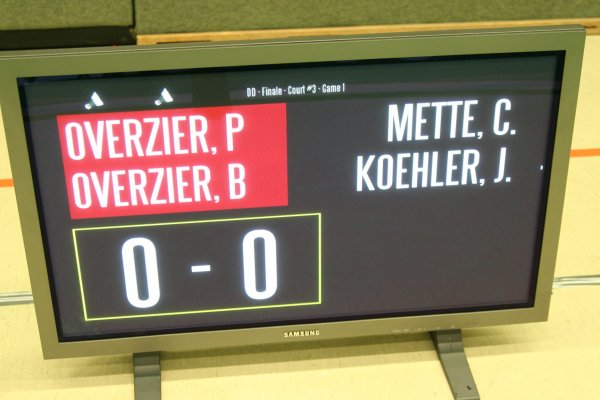 DD - Finale - Court #3 - Game 1
OVERZIER, P
OVERZIER, B
METTE, C.
KOEHLER, J.
0 - 0
SAMSUNG